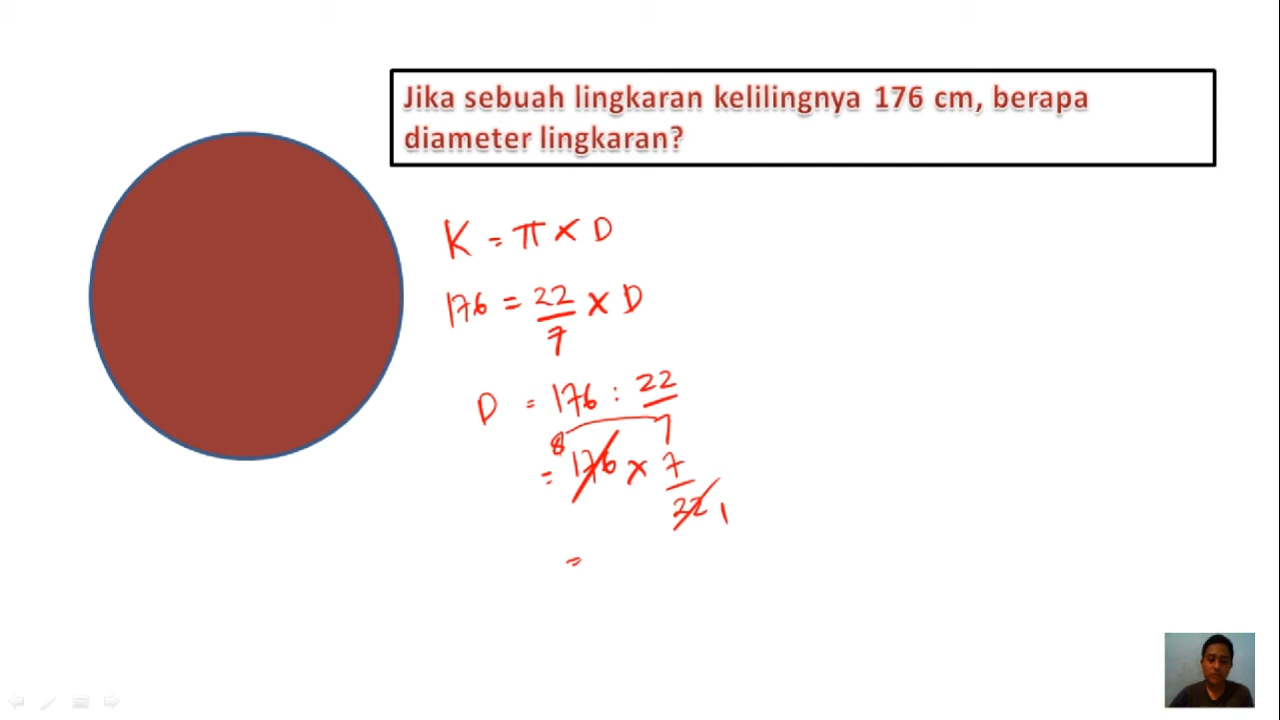 Jika sebuah lingkaran kelilingnya 176 cm, berapa
diameter lingkaran?
K = π × D
176 = 22/7 × D
D = 176 : 22/7
8
= 176 × 7/22 1
=